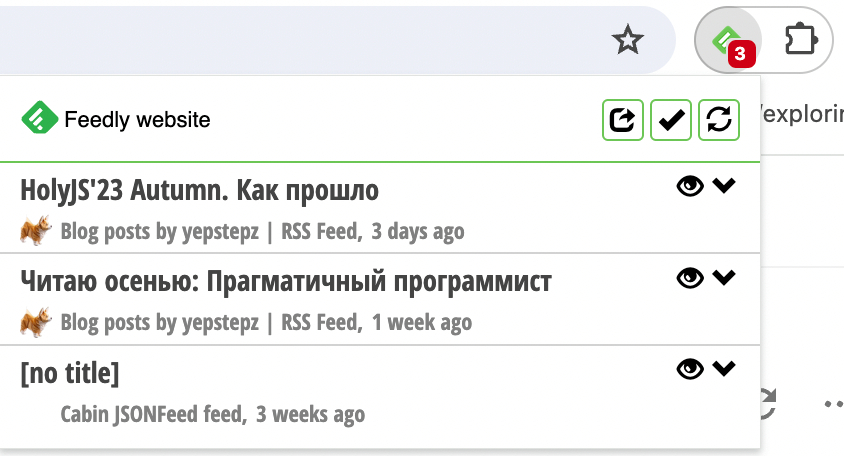 3
/explorin
Feedly website
HolyJS'23 Autumn. Как прошло
Blog posts by yepstepz | RSS Feed, 3 days ago
Читаю осенью: Прагматичный программист
Blog posts by yepstepz | RSS Feed, 1 week ago
[no title]
Cabin JSONFeed feed, 3 weeks ago